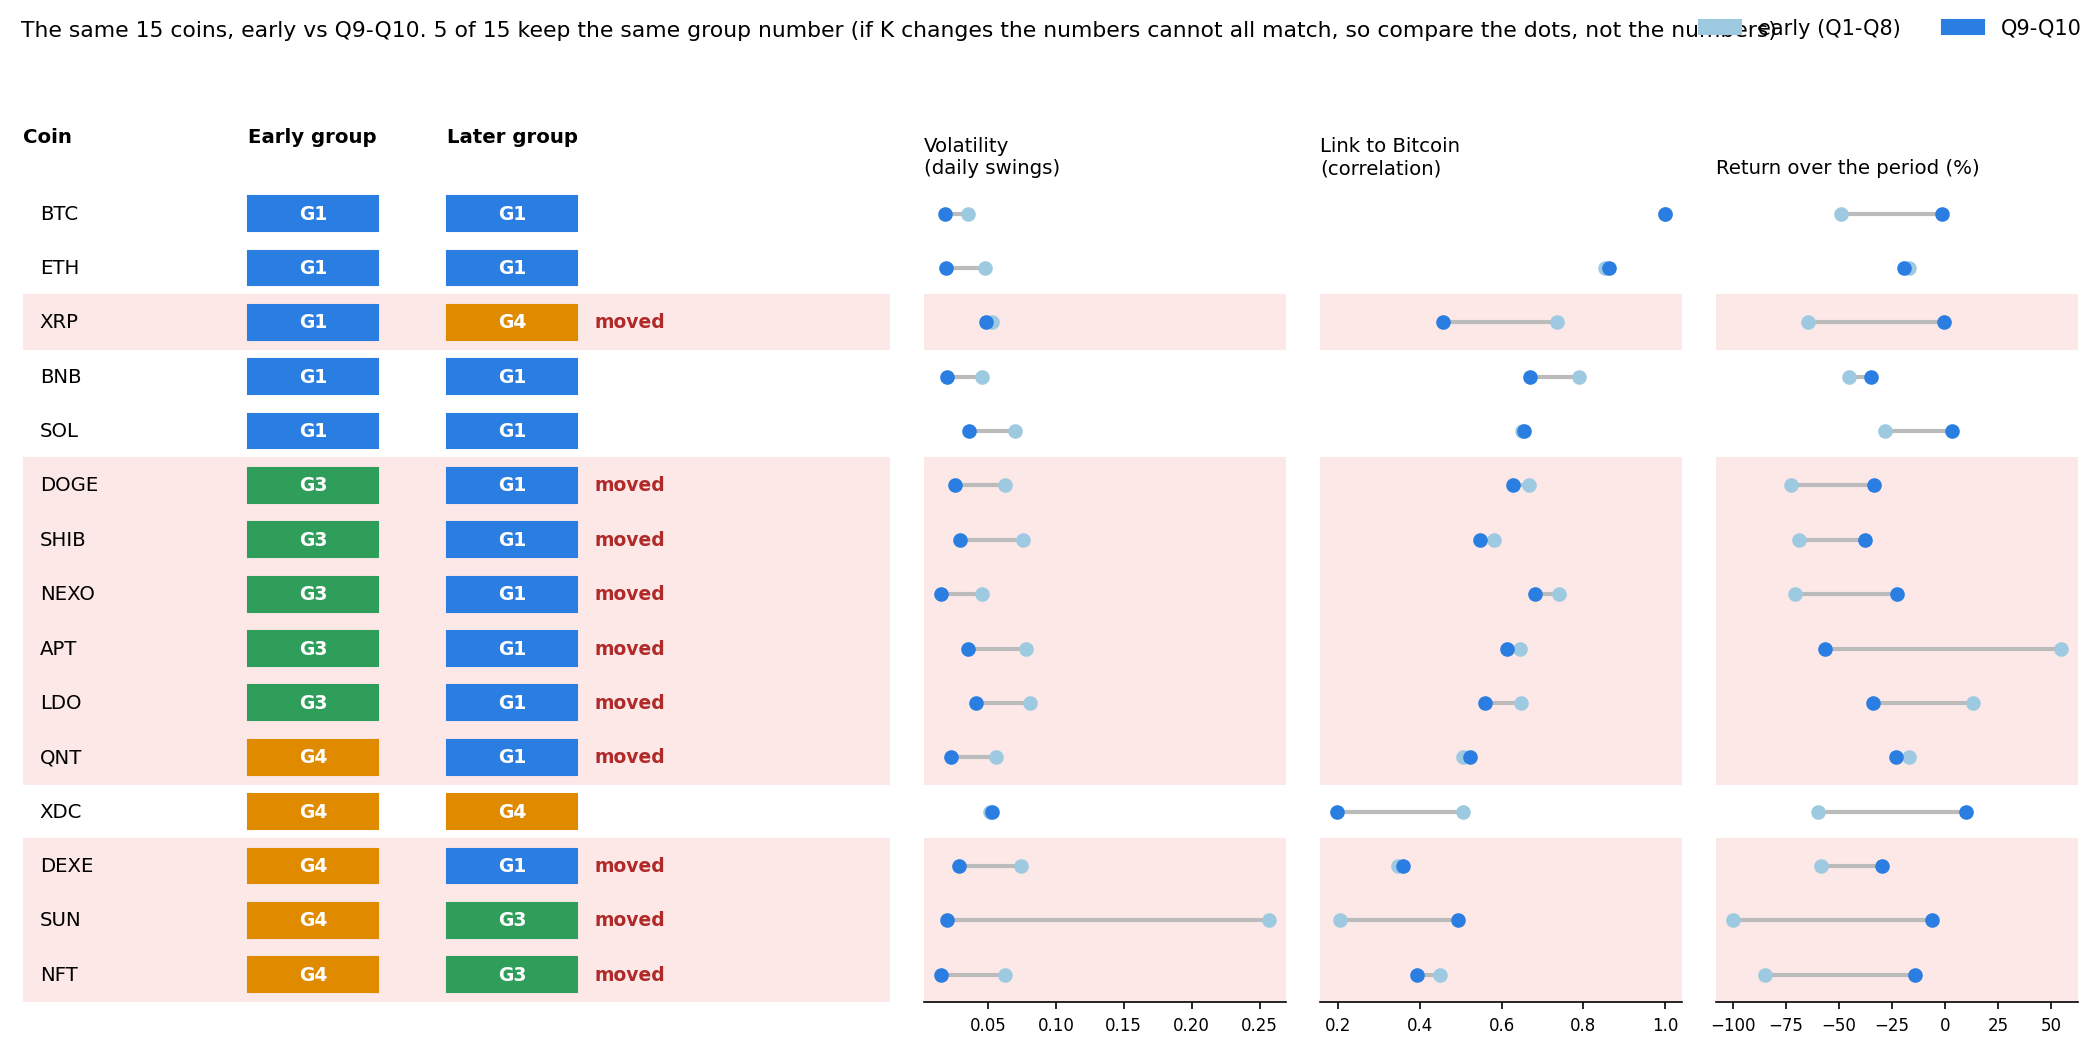 The same 15 coins, early vs Q9-Q10. 5 of 15 keep the same group number (if K changes the numbers cannot all match, so compare the dots, not the numbers)
early (Q1-Q8) Q9-Q10
Coin Early group Later group
Volatility
(daily swings)
Link to Bitcoin
(correlation)
Return over the period (%)
BTC G1 G1
ETH G1 G1
XRP G1 G4 moved
BNB G1 G1
SOL G1 G1
DOGE G3 G1 moved
SHIB G3 G1 moved
NEXO G3 G1 moved
APT G3 G1 moved
LDO G3 G1 moved
QNT G4 G1 moved
XDC G4 G4
DEXE G4 G1 moved
SUN G4 G3 moved
NFT G4 G3 moved
0.05 0.10 0.15 0.20 0.25
0.2 0.4 0.6 0.8 1.0
−100 −75 −50 −25 0 25 50